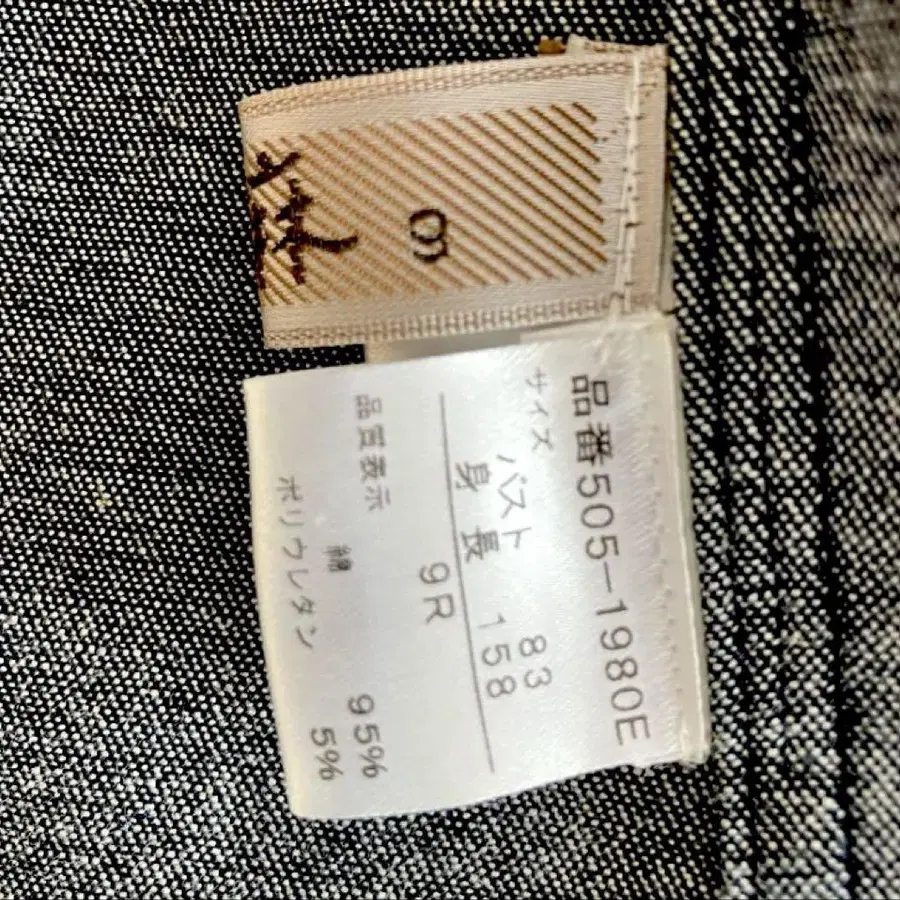 品番505-1980E
サイズ
バスト 83
身長 158
9R
品質表示
綿 95%
ポリウレタン 5%